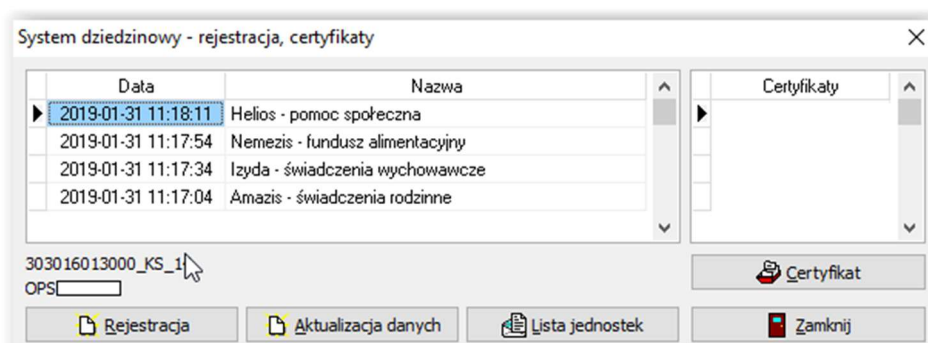 System dziedzinowy - rejestracja, certyfikaty
Data Nazwa
2019-01-31 11:18:11 Helios - pomoc społeczna
2019-01-31 11:17:54 Nemezis - fundusz alimentacyjny
2019-01-31 11:17:34 Izyda - świadczenia wychowawcze
2019-01-31 11:17:04 Amazis - świadczenia rodzinne
Certyfikaty
303016013000_KS_1
OPS
Certyfikat
Rejestracja
Aktualizacja danych
Lista jednostek
Zamknij